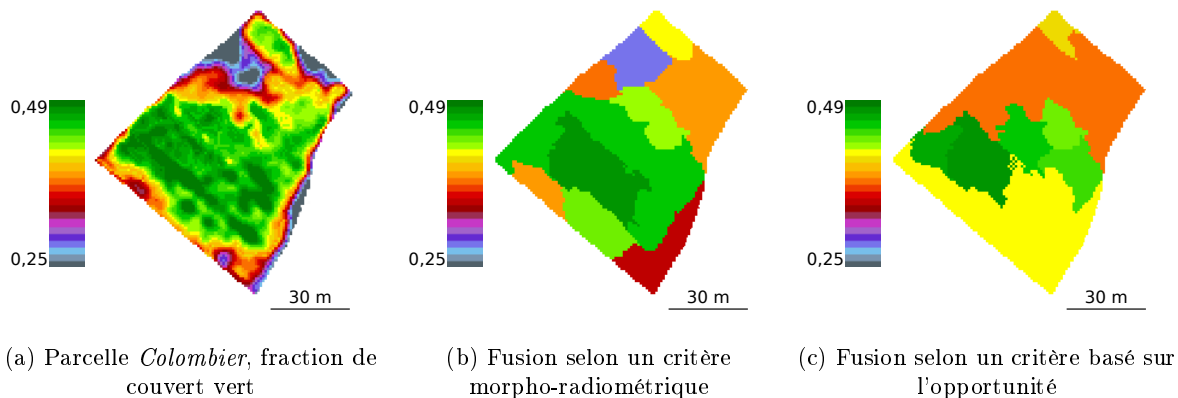 0,49
0,25
30 m
0,49
0,25
30 m
0,49
0,25
30 m
(a) Parcelle Colombier, fraction de
couvert vert
(b) Fusion selon un critère
morpho-radiométrique
(c) Fusion selon un critère basé sur
l'opportunité